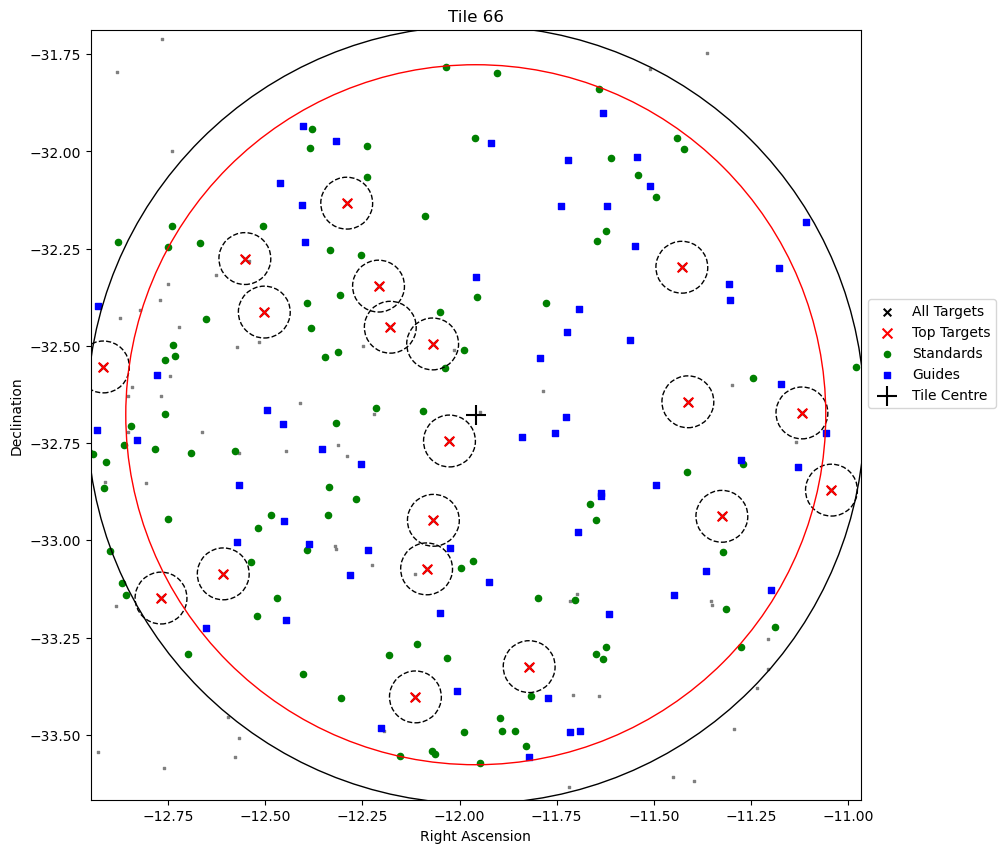 Tile 66
−31.75
−32.00
−32.25
−32.50
−32.75
−33.00
−33.25
−33.50
Declination
−12.75
−12.50
−12.25
−12.00
−11.75
−11.50
−11.25
−11.00
Right Ascension
All Targets
Top Targets
Standards
Guides
Tile Centre